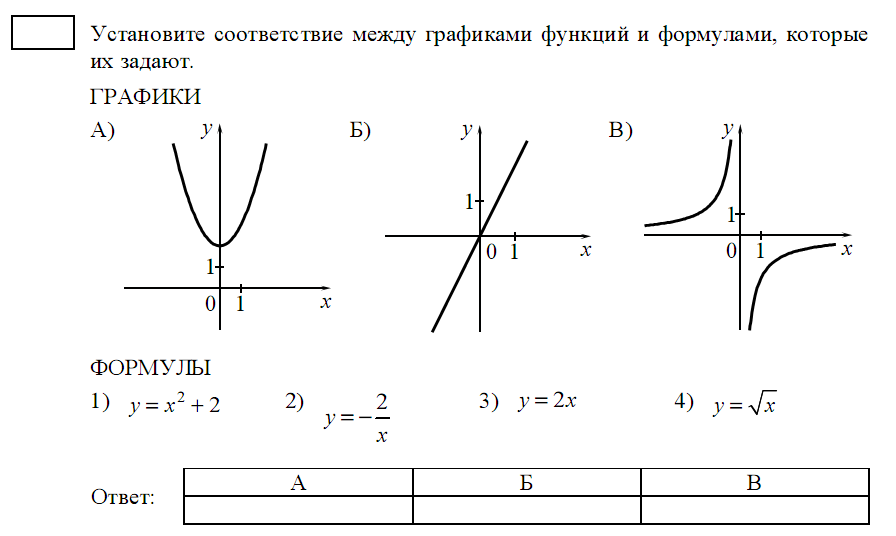 Установите соответствие между графиками функций и формулами, которые
их задают.
ГРАФИКИ
А) y 1 0 1 x
Б) y 1 0 1 x
В) y 1 0 1 x
ФОРМУЛЫ
1) y = x² + 2 2) y = −2/x 3) y = 2x 4) y = √x
Ответ: А Б В